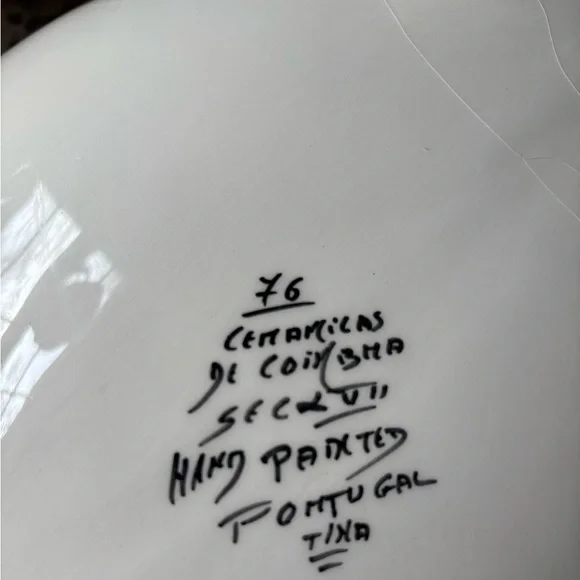 76
CERAMICAS
DE COIMBRA
SEC XVII
HAND PAINTED
PORTUGAL
TINA